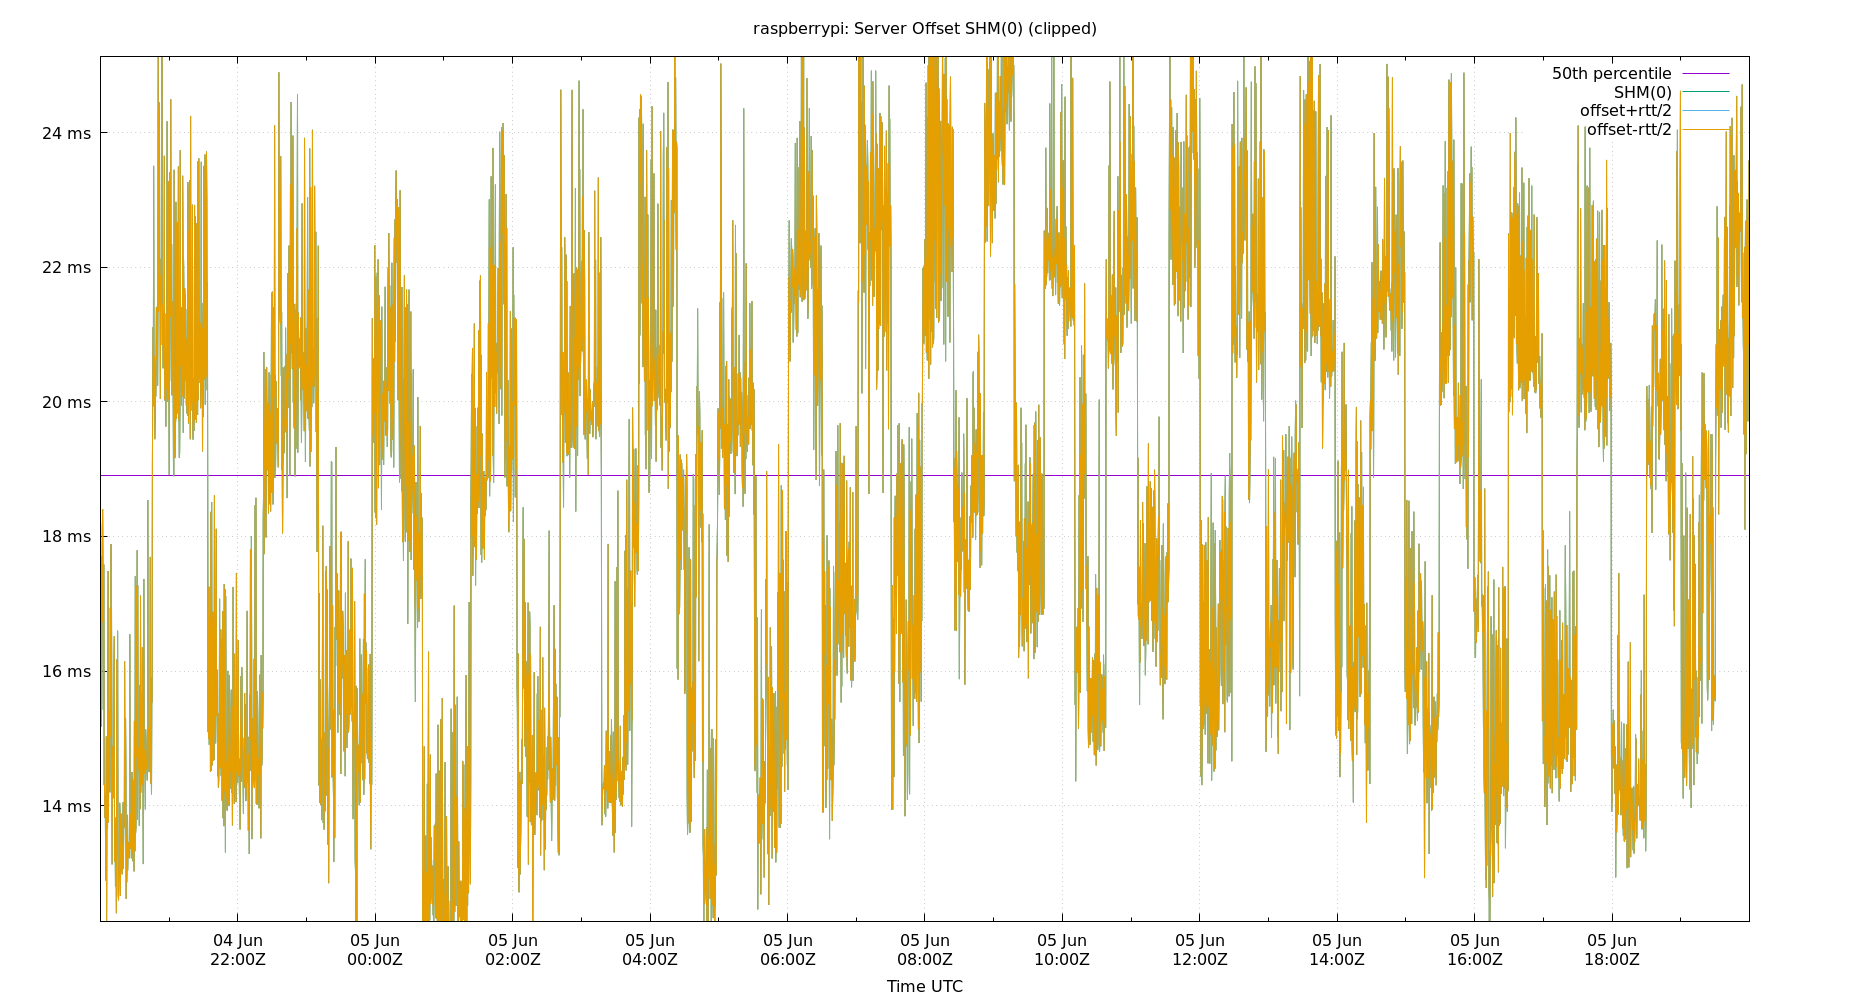 raspberrypi: Server Offset SHM(0) (clipped)
50th percentile
SHM(0)
offset+rtt/2
offset-rtt/2
24 ms
22 ms
20 ms
18 ms
16 ms
14 ms
04 Jun 05 Jun 05 Jun 05 Jun 05 Jun 05 Jun 05 Jun 05 Jun 05 Jun 05 Jun 05 Jun
22:00Z 00:00Z 02:00Z 04:00Z 06:00Z 08:00Z 10:00Z 12:00Z 14:00Z 16:00Z 18:00Z
Time UTC